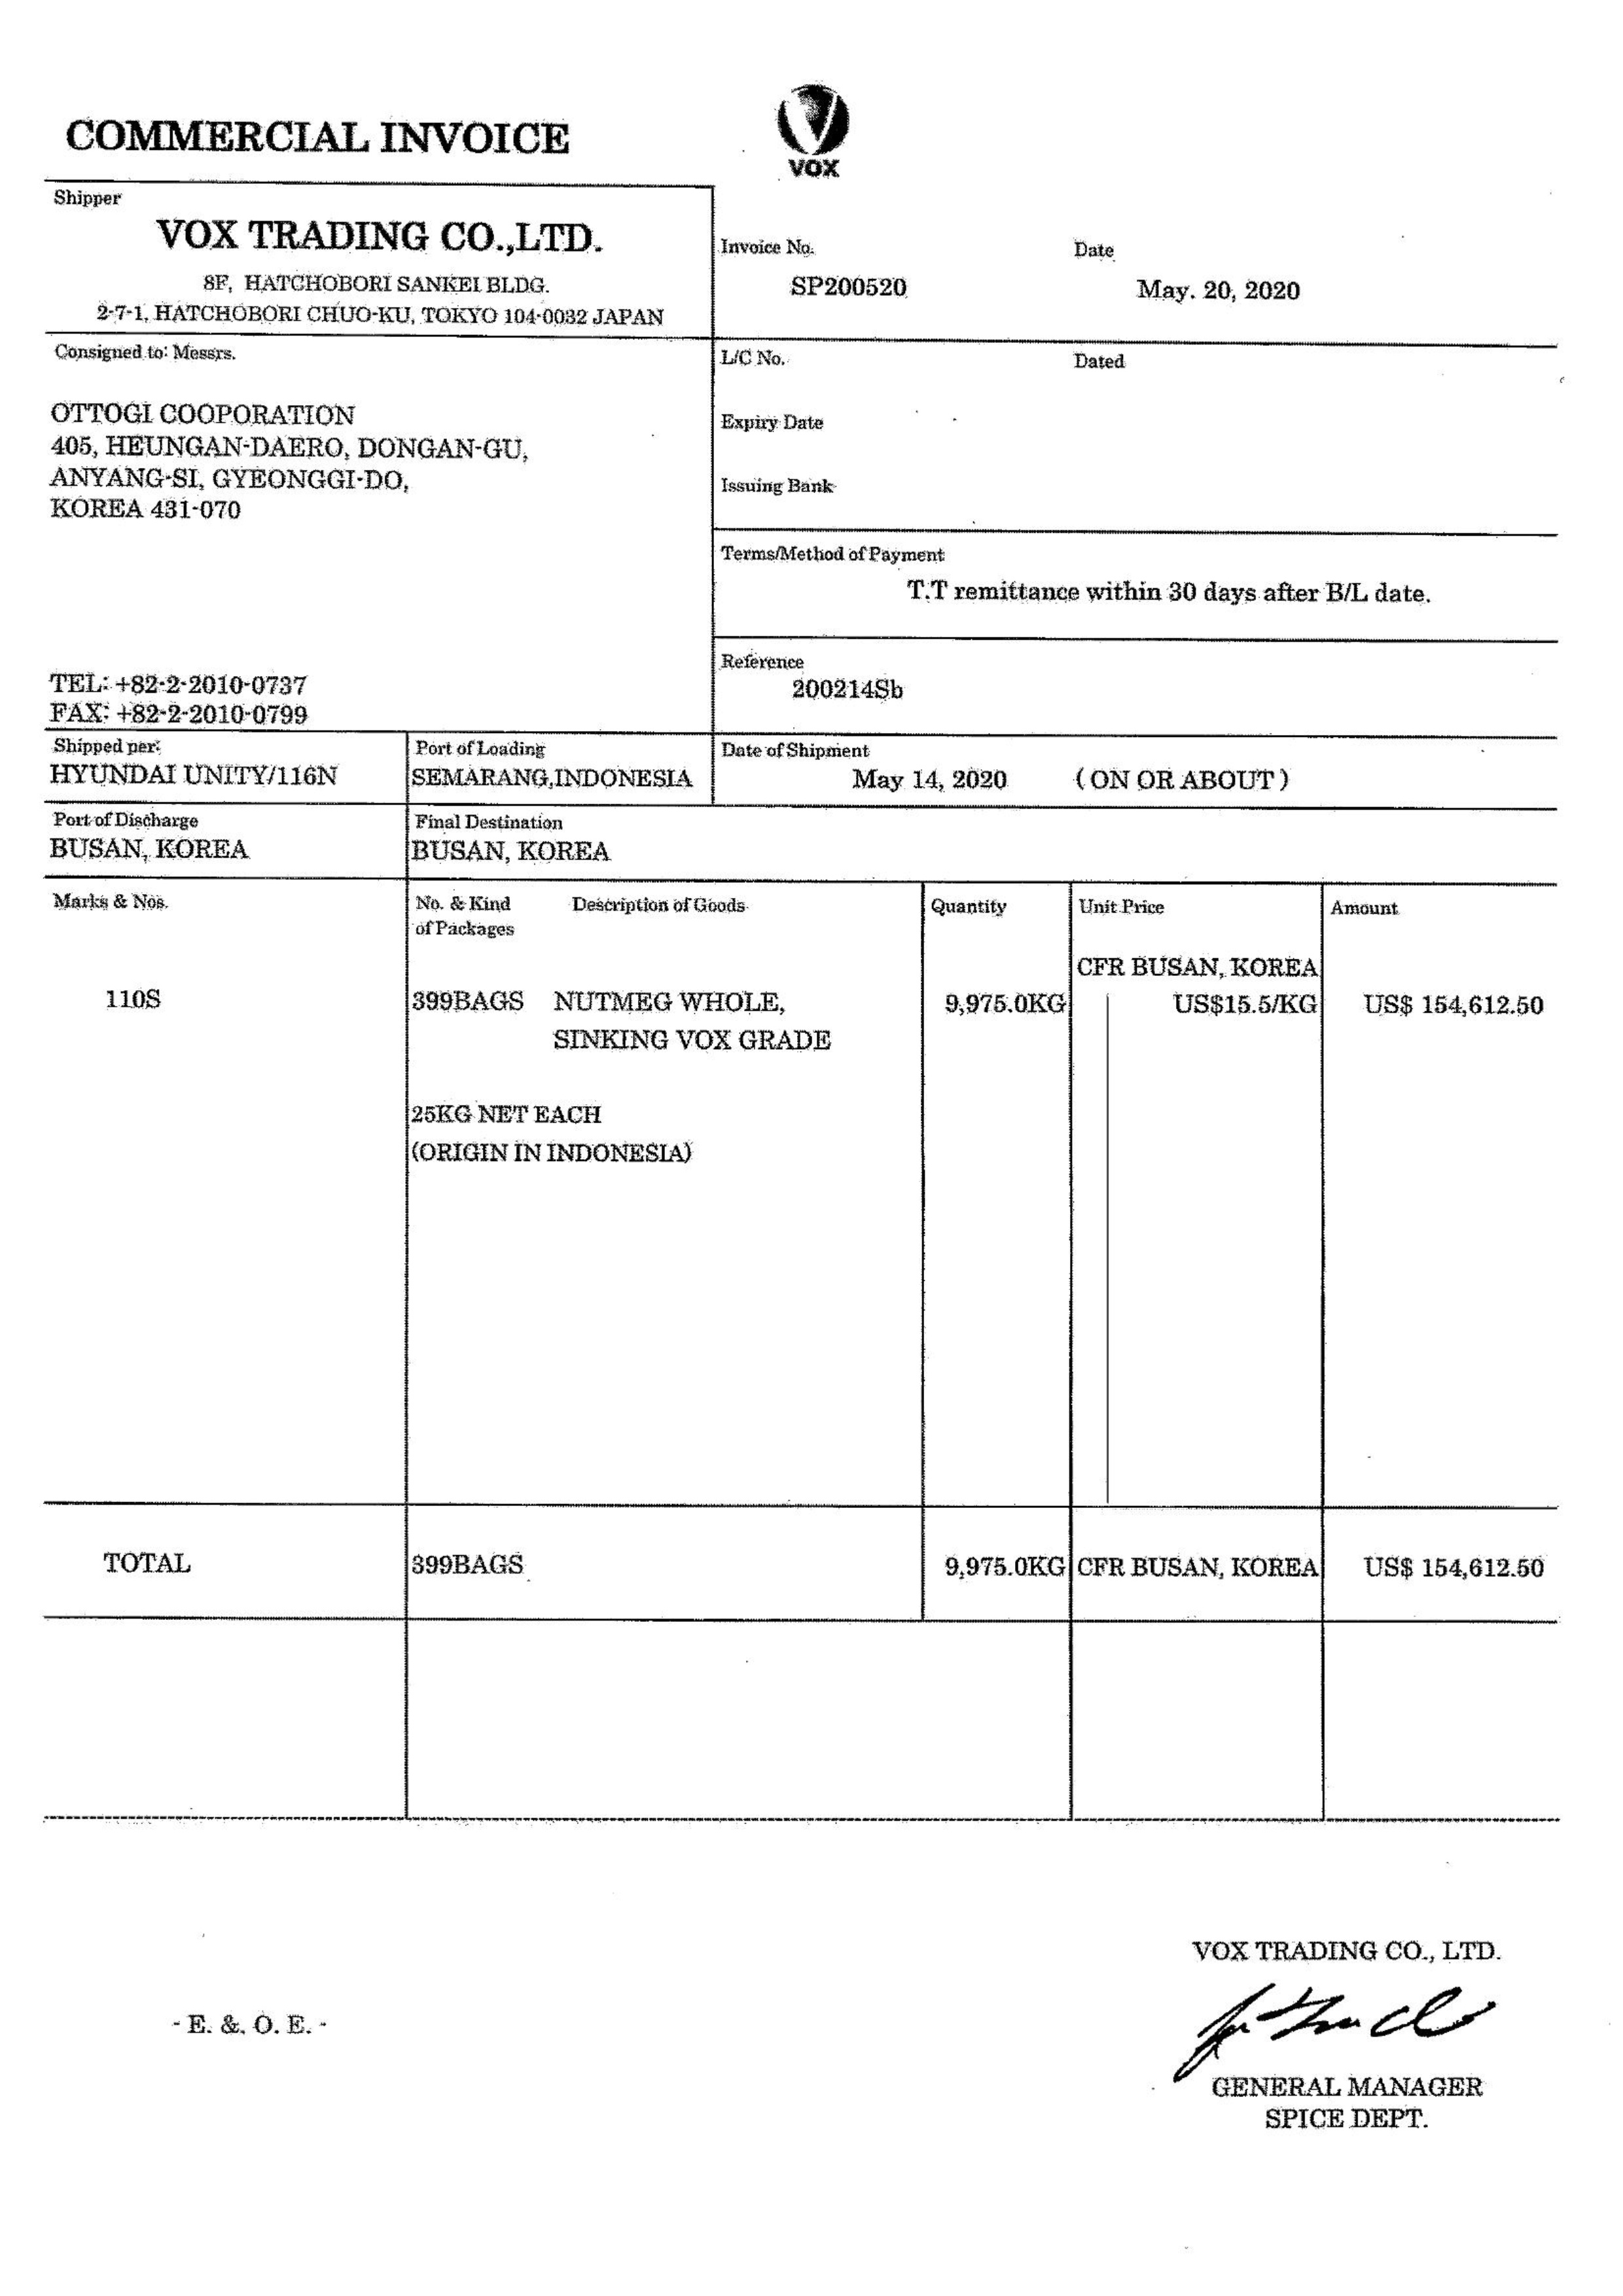 COMMERCIAL INVOICE
VOX
Shipper
VOX TRADING CO.,LTD.
8F, HATCHOBORI SANKEI BLDG.
2-7-1, HATCHOBORI CHUO-KU, TOKYO 104-0032 JAPAN
Invoice No. Date
SP200520 May. 20, 2020
Consigned to: Messrs.
OTTOGI COOPORATION
405, HEUNGAN-DAERO, DONGAN-GU,
ANYANG-SI, GYEONGGI-DO,
KOREA 431-070
TEL: +82-2-2010-0737
FAX: +82-2-2010-0799
L/C No. Dated
Expiry Date
Issuing Bank
Terms/Method of Payment
T.T remittance within 30 days after B/L date.
Reference
200214Sb
Shipped per: Port of Loading Date of Shipment
HYUNDAI UNITY/116N SEMARANG,INDONESIA May 14, 2020 ( ON OR ABOUT )
Port of Discharge Final Destination
BUSAN, KOREA BUSAN, KOREA
Marks & Nos. No. & Kind Description of Goods Quantity Unit Price Amount
of Packages
CFR BUSAN, KOREA
110S 399BAGS NUTMEG WHOLE, 9,975.0KG US$15.5/KG US$ 154,612.50
SINKING VOX GRADE
25KG NET EACH
(ORIGIN IN INDONESIA)
TOTAL 399BAGS 9,975.0KG CFR BUSAN, KOREA US$ 154,612.50
VOX TRADING CO., LTD.
- E. &. O. E. -
GENERAL MANAGER
SPICE DEPT.